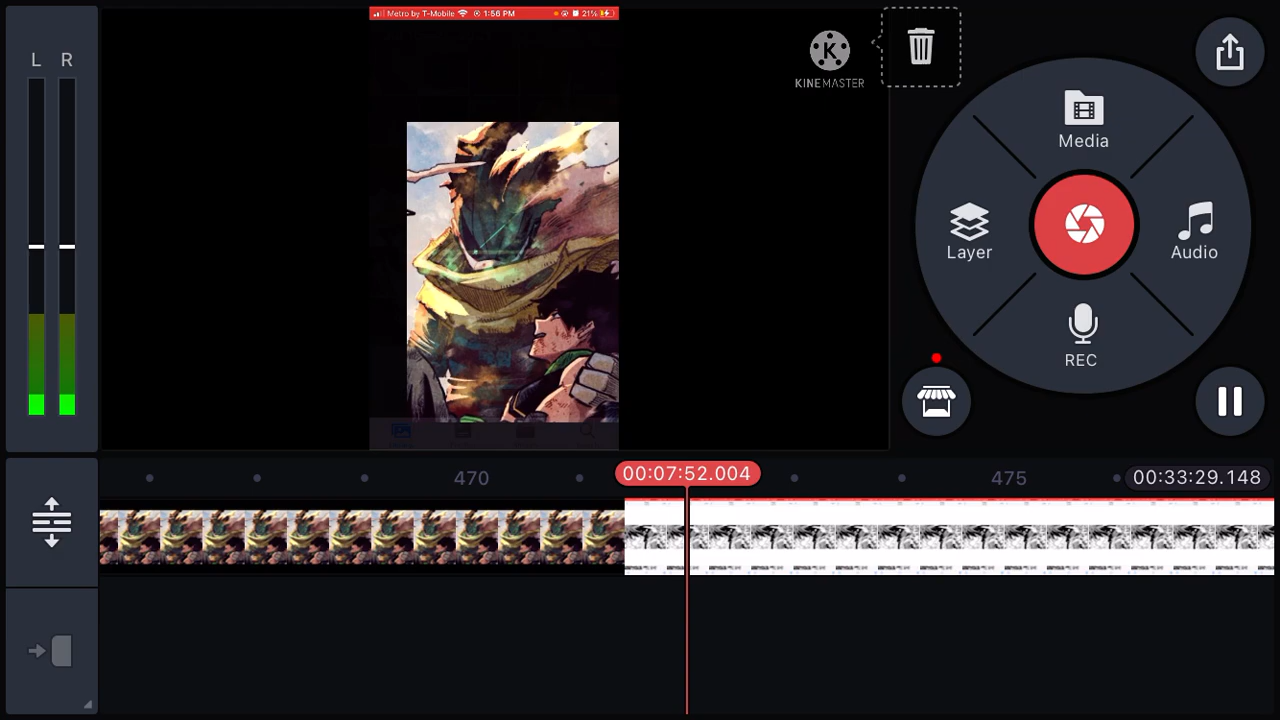 L R
Metro by T-Mobile 1:56 PM 21%
K
KINEMASTER
Media
Layer
Audio
REC
470
00:07:52.004
475
00:33:29.148